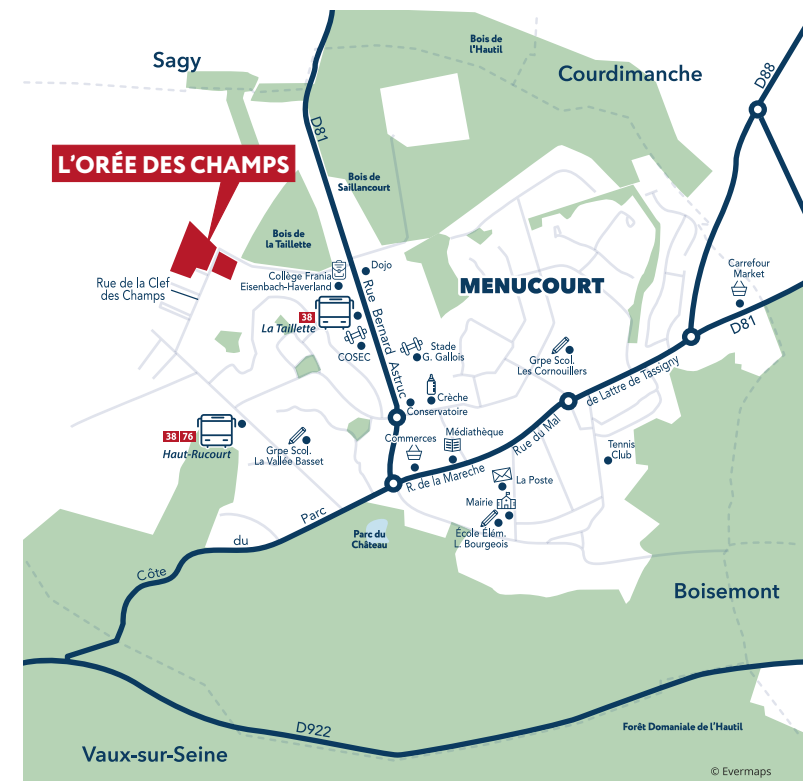 Bois de
l'Hautil
Sagy
Courdimanche
D88
D81
L'ORÉE DES CHAMPS
Bois de
Saillancourt
Bois de
la Taillette
Dojo
Collège Frania
Eisenbach-Haverland
Carrefour
Market
Rue de la Clef
des Champs
MENUCOURT
38
La Taillette
Rue Bernard Astruc
D81
COSEC
Stade
G. Gallois
Grpe Scol.
Les Cornouillers
de Lattre de Tassigny
Crèche
Conservatoire
38 76
Haut-Rucourt
Grpe Scol.
La Vallée Basset
Commerces
Médiathèque
Rue du Mal
Tennis
Club
R. de la Mareche
La Poste
Mairie
École Élém.
L. Bourgeois
Parc du
Château
Côte du Parc
Boisemont
D922
Forêt Domaniale de l'Hautil
Vaux-sur-Seine
© Evermaps